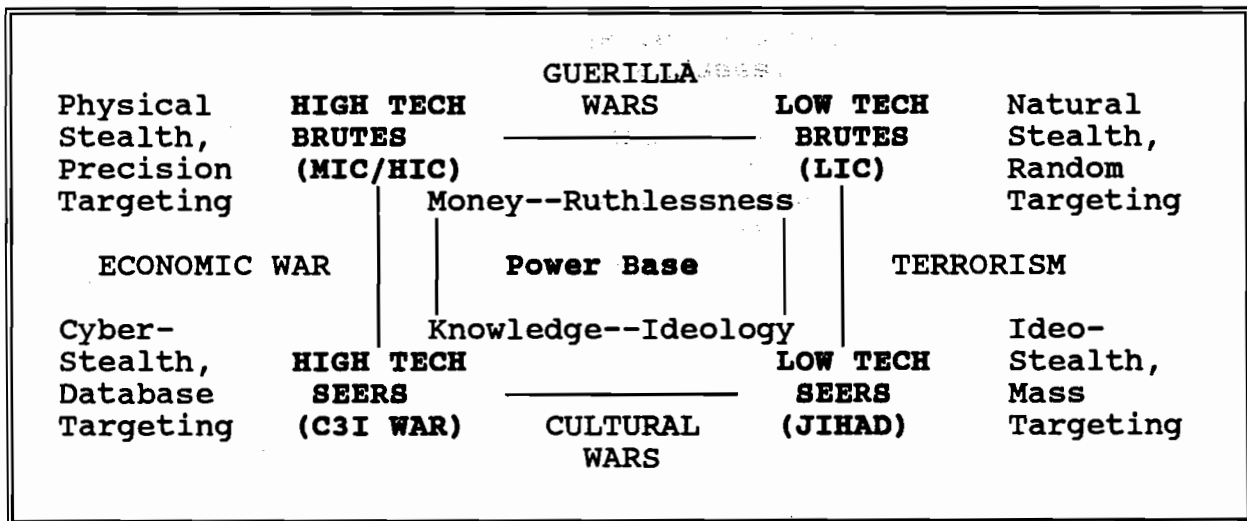 GUERILLA
Physical HIGH TECH WARS LOW TECH Natural
Stealth, BRUTES BRUTES Stealth,
Precision (MIC/HIC) (LIC) Random
Targeting Money--Ruthlessness Targeting
ECONOMIC WAR Power Base TERRORISM
Cyber- Knowledge--Ideology Ideo-
Stealth, HIGH TECH LOW TECH Stealth,
Database SEERS SEERS Mass
Targeting (C3I WAR) CULTURAL (JIHAD) Targeting
WARS